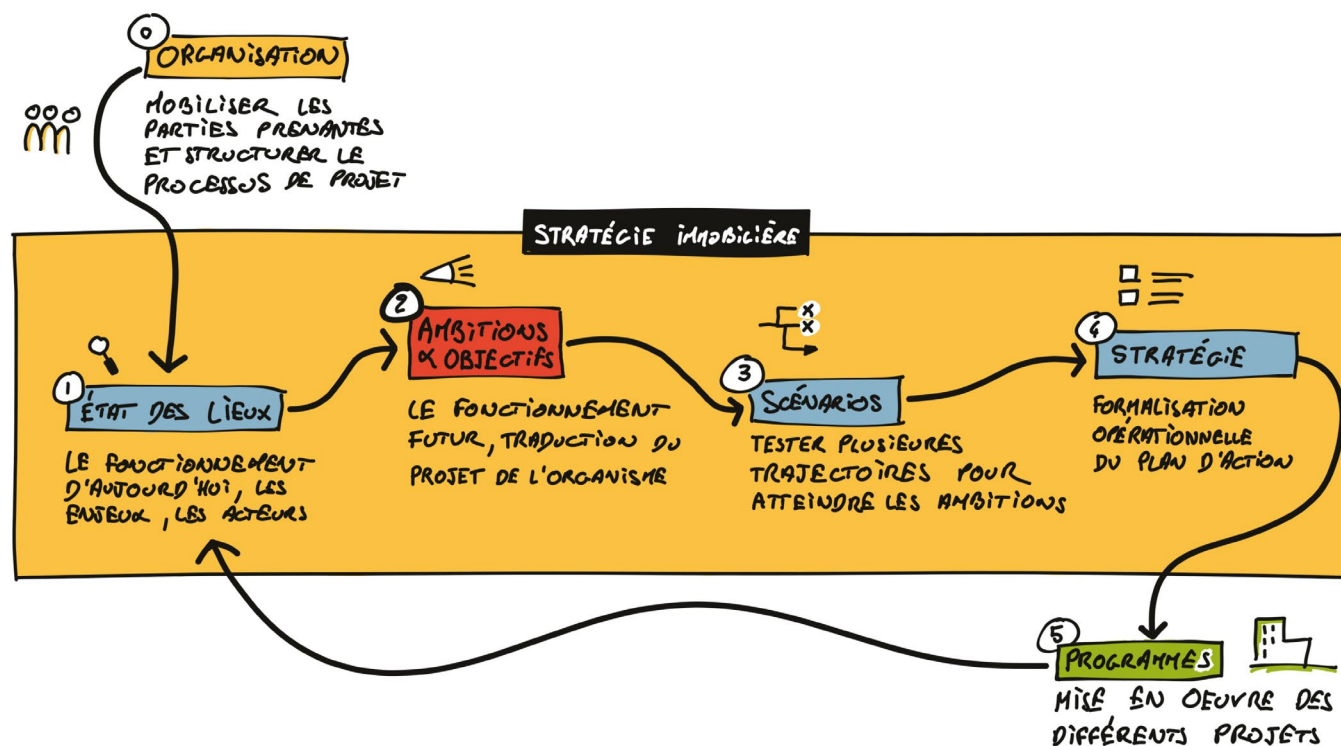 0
ORGANISATION
MOBILISER LES
PARTIES PRENANTES
ET STRUCTURER LE
PROCESSUS DE PROJET
STRATÉGIE IMMOBILIÈRE
1
ÉTAT DES LIEUX
LE FONCTIONNEMENT
D'AUJOURD'HUI, LES
ENJEUX, LES ACTEURS
2
AMBITIONS
& OBJECTIFS
LE FONCTIONNEMENT
FUTUR, TRADUCTION DU
PROJET DE L'ORGANISME
3
SCÉNARIOS
TESTER PLUSIEURES
TRAJECTOIRES POUR
ATTEINDRE LES AMBITIONS
4
STRATÉGIE
FORMALISATION
OPÉRATIONNELLE
DU PLAN D'ACTION
5
PROGRAMMES
MISE EN OEUVRE DES
DIFFÉRENTS PROJETS